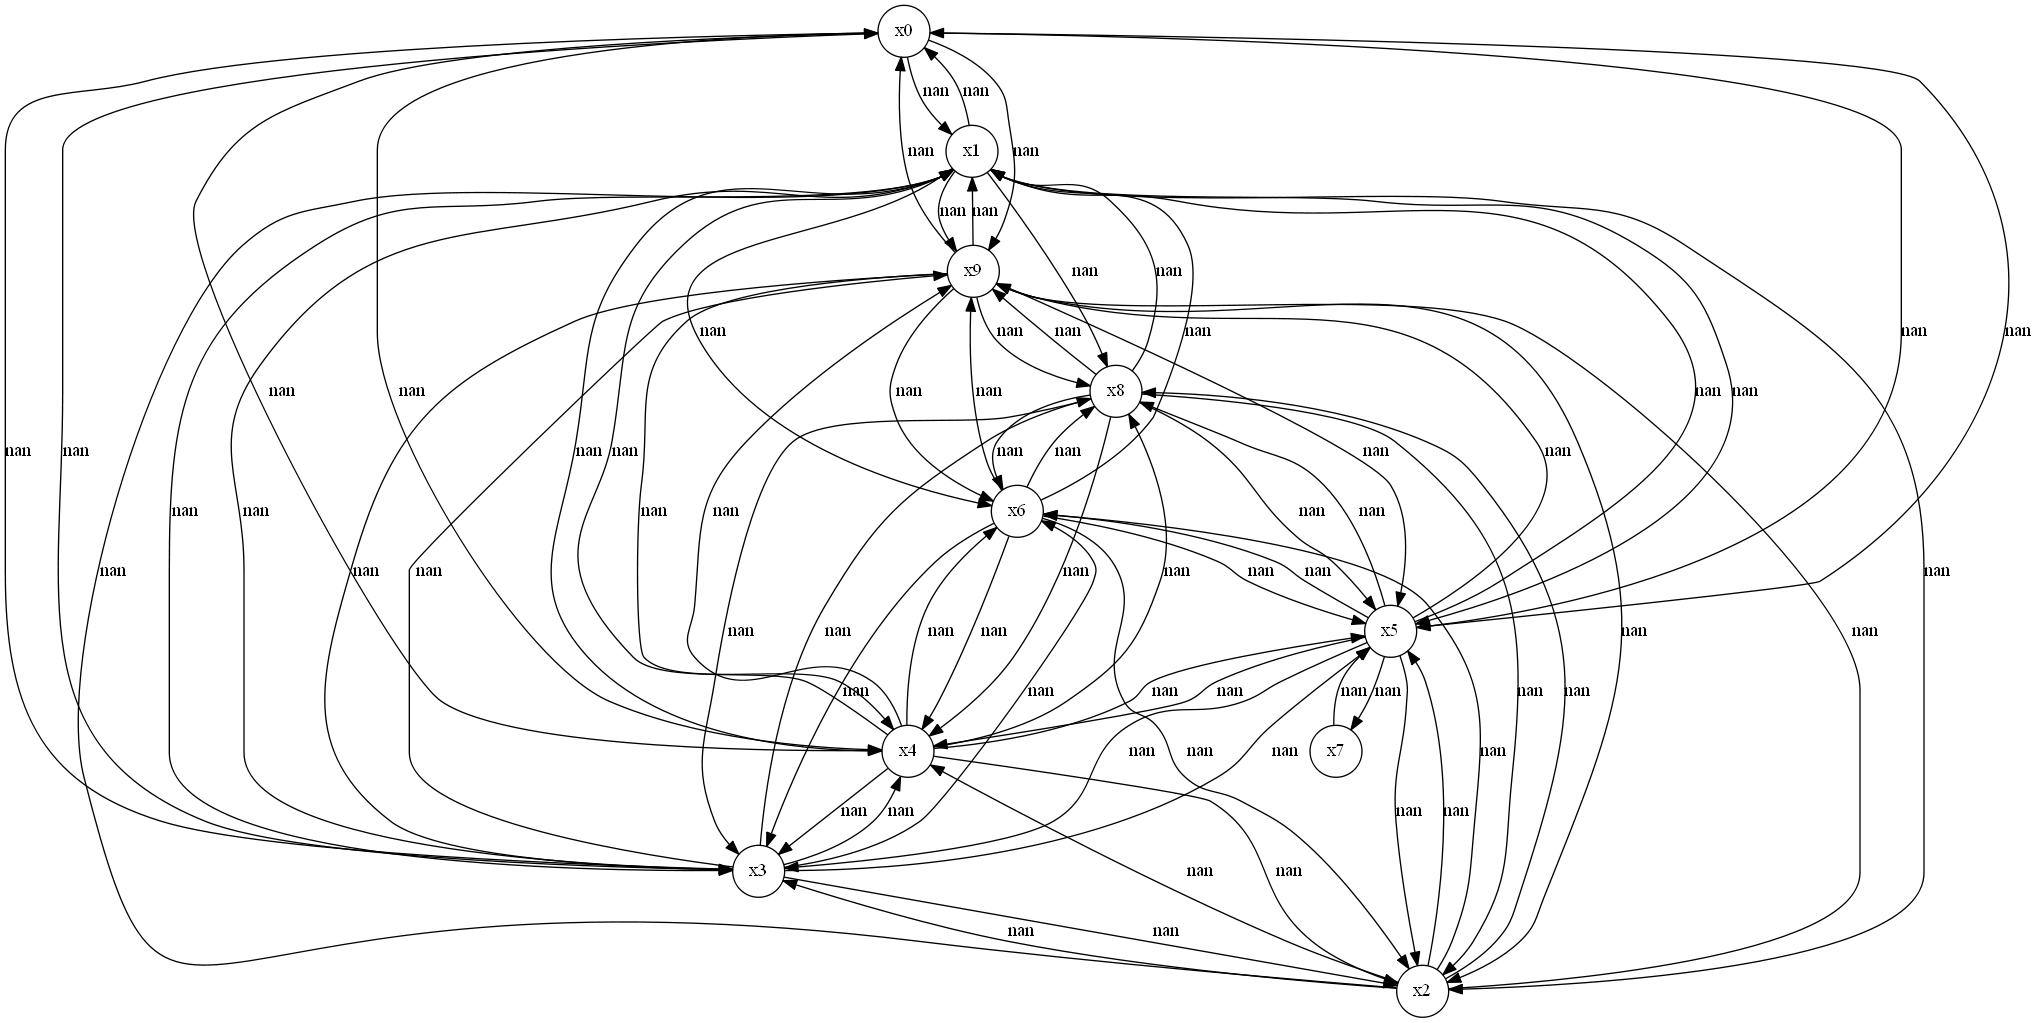 x0
nan nan
nan x1 nan
nan nan
x9 nan nan
nan nan nan nan nan nan
nan nan nan nan x8 nan nan
nan nan nan nan nan nan nan nan
nan nan nan nan x6 nan nan
nan nan nan nan nan nan nan nan
nan nan nan nan x5 nan nan
nan nan nan nan nan nan nan nan
x4 nan nan nan x7 nan
nan nan nan nan
x3 nan nan
nan nan
x2